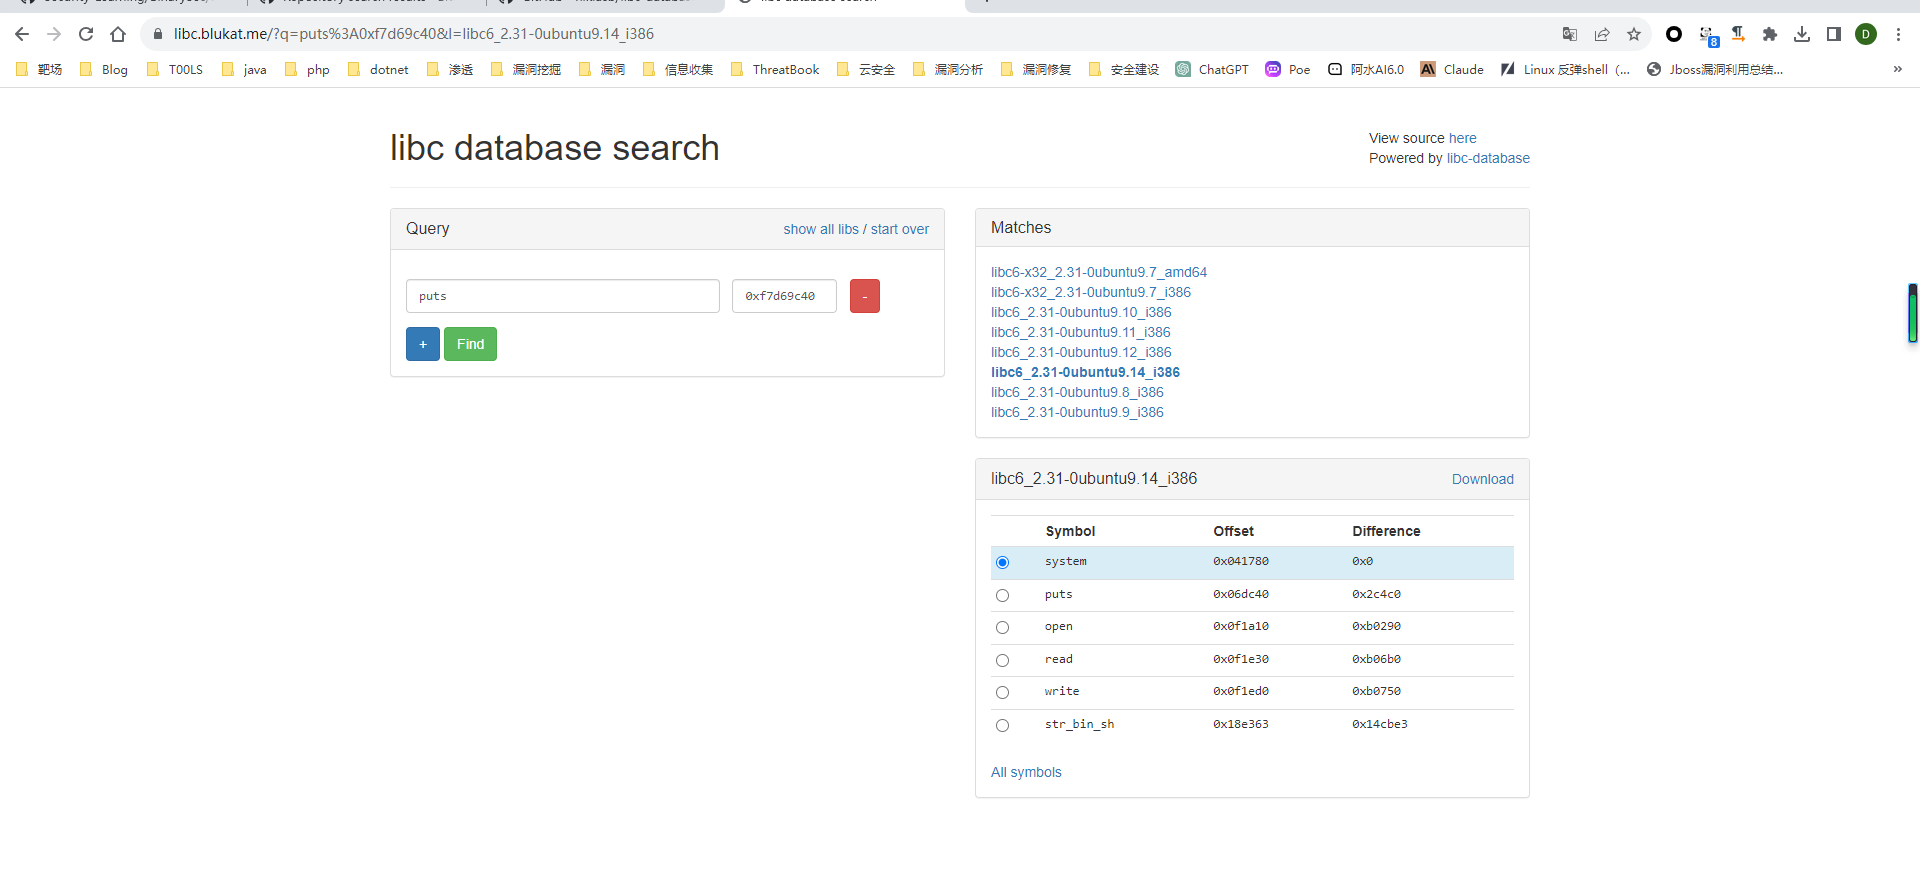 libc database search
libc.blukat.me/?q=puts%3A0xf7d69c40&l=libc6_2.31-0ubuntu9.14_i386
8
D
靶场 Blog T00LS java php dotnet 渗透 漏洞挖掘 漏洞 信息收集 ThreatBook 云安全 漏洞分析 漏洞修复 安全建设 ChatGPT Poe 阿水AI6.0 Claude Linux 反弹shell (... Jboss漏洞利用总结... »
libc database search
View source here
Powered by libc-database
Query
show all libs / start over
puts 0xf7d69c40 -
+ Find
Matches
libc6-x32_2.31-0ubuntu9.7_amd64
libc6-x32_2.31-0ubuntu9.7_i386
libc6_2.31-0ubuntu9.10_i386
libc6_2.31-0ubuntu9.11_i386
libc6_2.31-0ubuntu9.12_i386
libc6_2.31-0ubuntu9.14_i386
libc6_2.31-0ubuntu9.8_i386
libc6_2.31-0ubuntu9.9_i386
libc6_2.31-0ubuntu9.14_i386 Download
Symbol Offset Difference
system 0x041780 0x0
puts 0x06dc40 0x2c4c0
open 0x0f1a10 0xb0290
read 0x0f1e30 0xb06b0
write 0x0f1ed0 0xb0750
str_bin_sh 0x18e363 0x14cbe3
All symbols